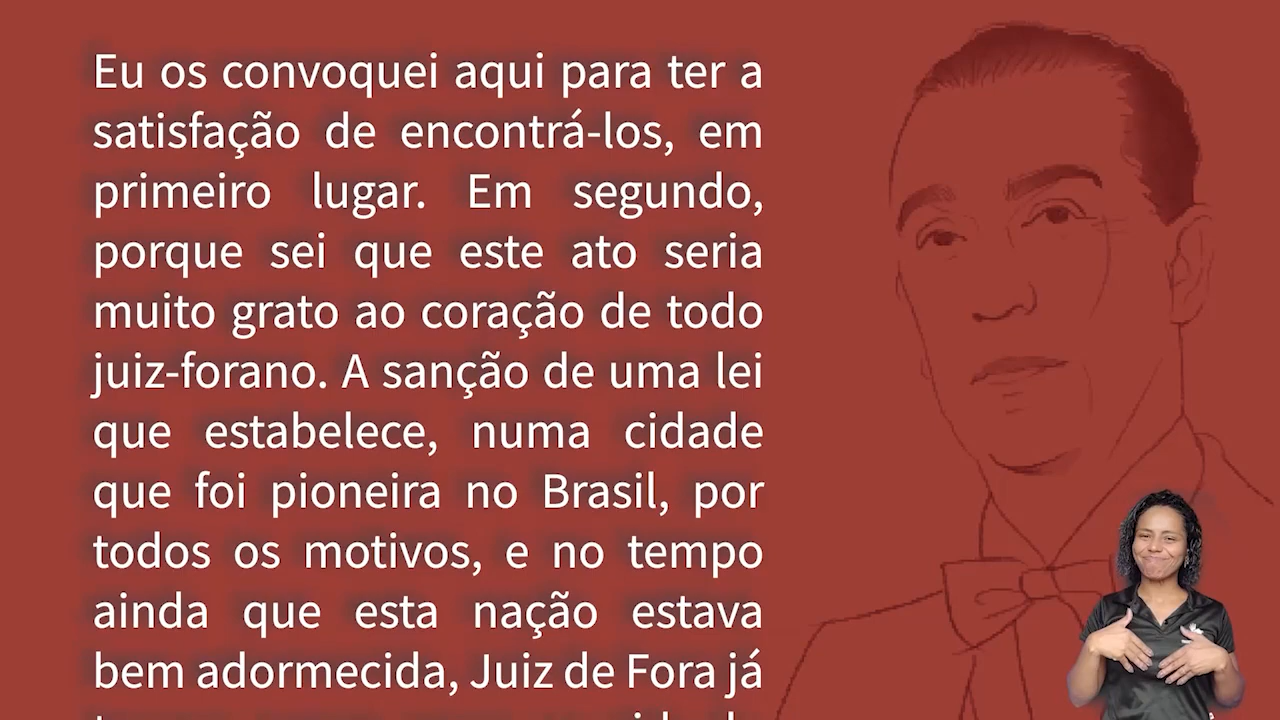 Eu os convoquei aqui para ter a
satisfação de encontrá-los, em
primeiro lugar. Em segundo,
porque sei que este ato seria
muito grato ao coração de todo
juiz-forano. A sanção de uma lei
que estabelece, numa cidade
que foi pioneira no Brasil, por
todos os motivos, e no tempo
ainda que esta nação estava
bem adormecida, Juiz de Fora já